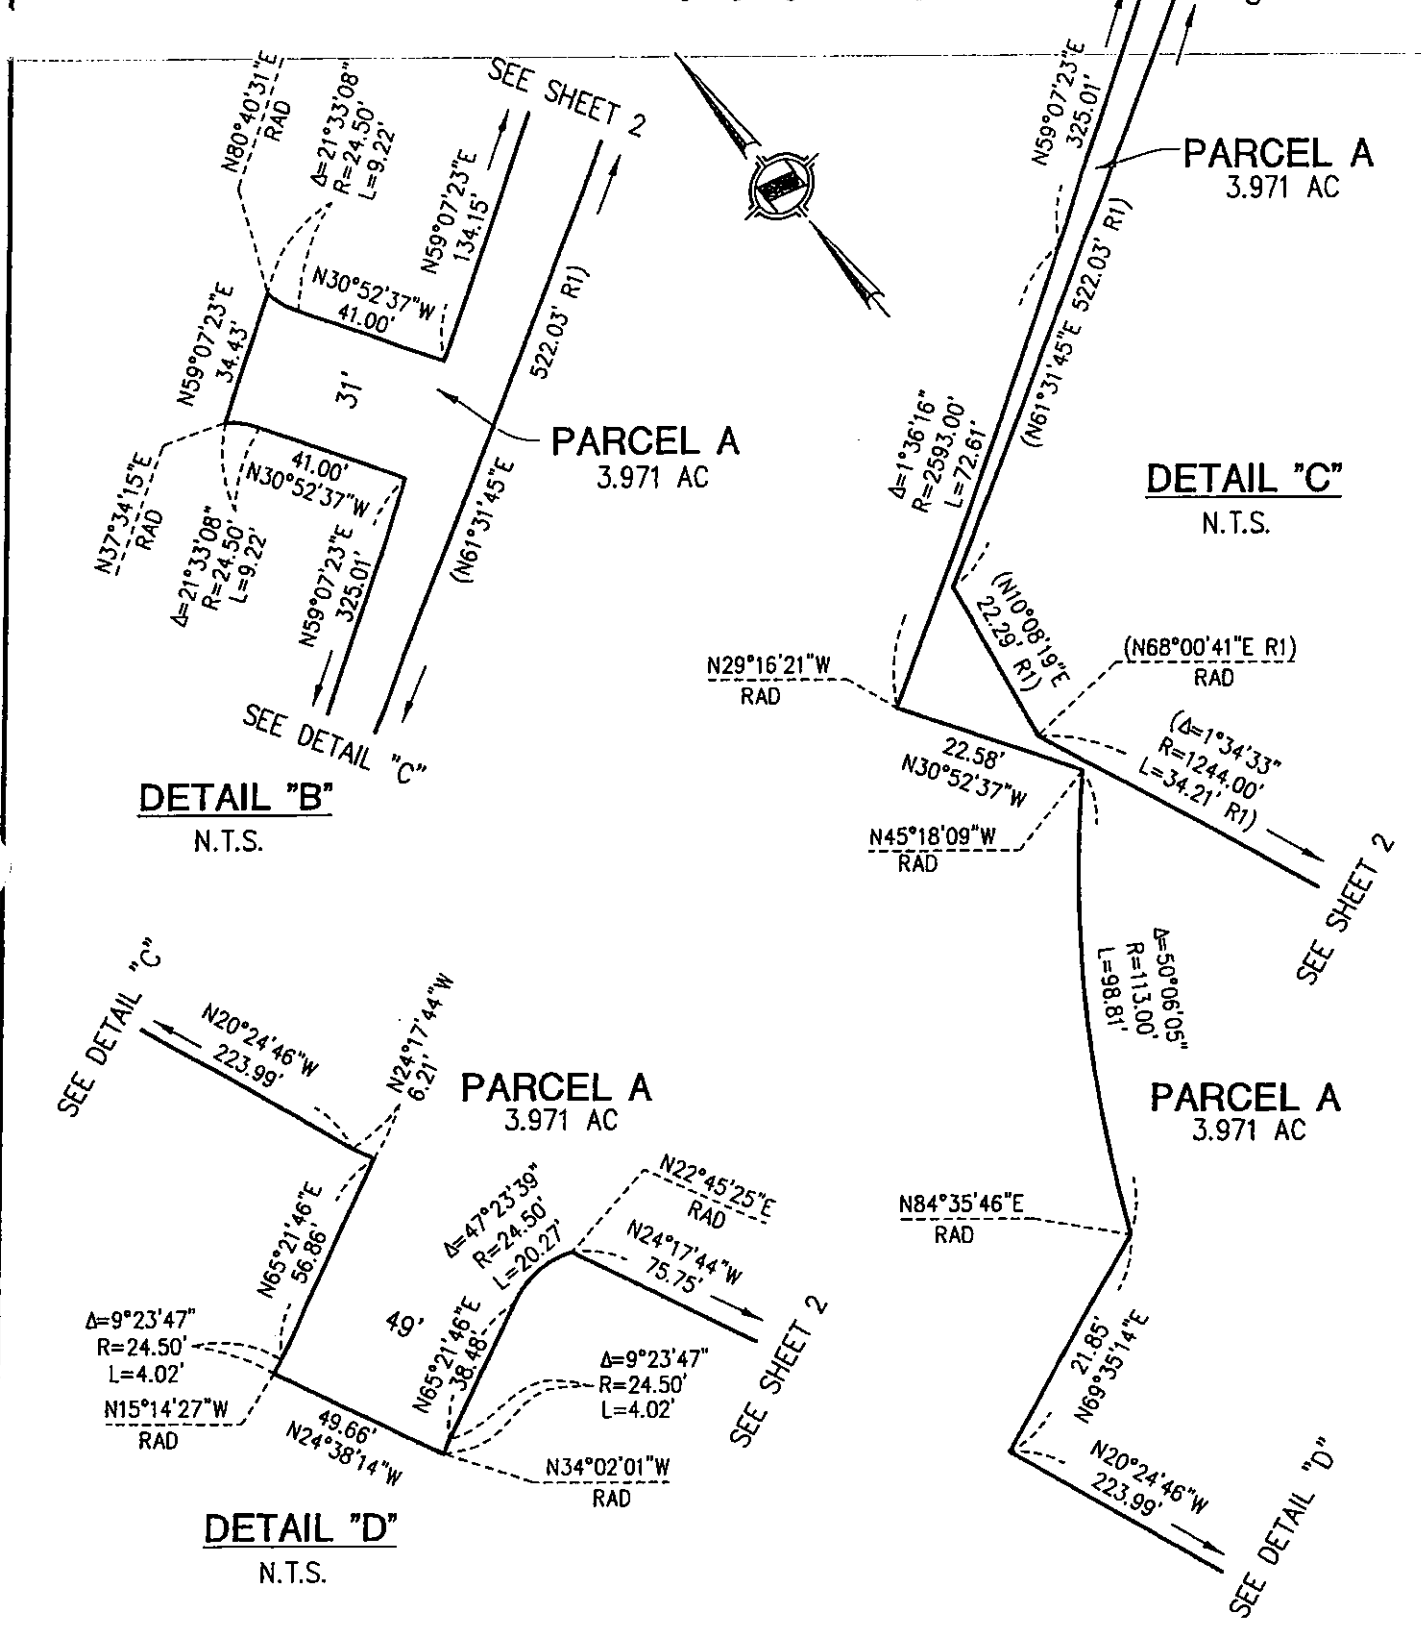 SEE SHEET 2
N80°40'31"E
RAD
Δ=21°33'08"
R=24.50'
L=9.22'
N59°07'23"E
134.15'
N30°52'37"W
41.00'
N59°07'23"E
34.43'
31'
522.03' R1)
(N61°31'45"E
PARCEL A
3.971 AC
41.00'
N30°52'37"W
N37°34'15"E
RAD
Δ=21°33'08"
R=24.50'
L=9.22'
N59°07'23"E
325.01'
SEE DETAIL "C"
DETAIL "B"
N.T.S.
N59°07'23"E
325.01'
PARCEL A
3.971 AC
(N61°31'45"E 522.03' R1)
Δ=1°36'16"
R=2593.00'
L=72.61'
DETAIL "C"
N.T.S.
(N10°08'19"E
22.29' R1)
N29°16'21"W
RAD
(N68°00'41"E R1)
RAD
22.58'
N30°52'37"W
(Δ=1°34'33"
R=1244.00'
L=34.21' R1)
N45°18'09"W
RAD
SEE SHEET 2
Δ=50°06'05"
R=113.00'
L=98.81'
PARCEL A
3.971 AC
N84°35'46"E
RAD
21.85'
N69°35'14"E
N20°24'46"W
223.99'
SEE DETAIL "D"
SEE DETAIL "C"
N20°24'46"W
223.99'
N24°17'44"W
6.21'
PARCEL A
3.971 AC
N65°21'46"E
56.86'
Δ=47°23'39"
R=24.50'
L=20.27'
N22°45'25"E
RAD
N24°17'44"W
75.75'
49'
N65°21'46"E
38.48'
SEE SHEET 2
Δ=9°23'47"
R=24.50'
L=4.02'
N15°14'27"W
RAD
49.66'
N24°38'14"W
Δ=9°23'47"
R=24.50'
L=4.02'
N34°02'01"W
RAD
DETAIL "D"
N.T.S.